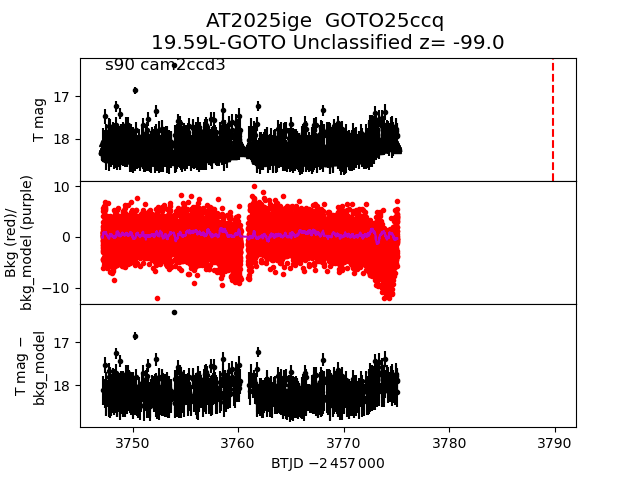 AT2025ige  GOTO25ccq
19.59L-GOTO Unclassified z= -99.0
s90 cam2ccd3
T mag
17
18
Bkg (red)/
bkg_model (purple)
10
0
−10
T mag −
bkg_model
17
18
3750 3760 3770 3780 3790
BTJD −2 457 000